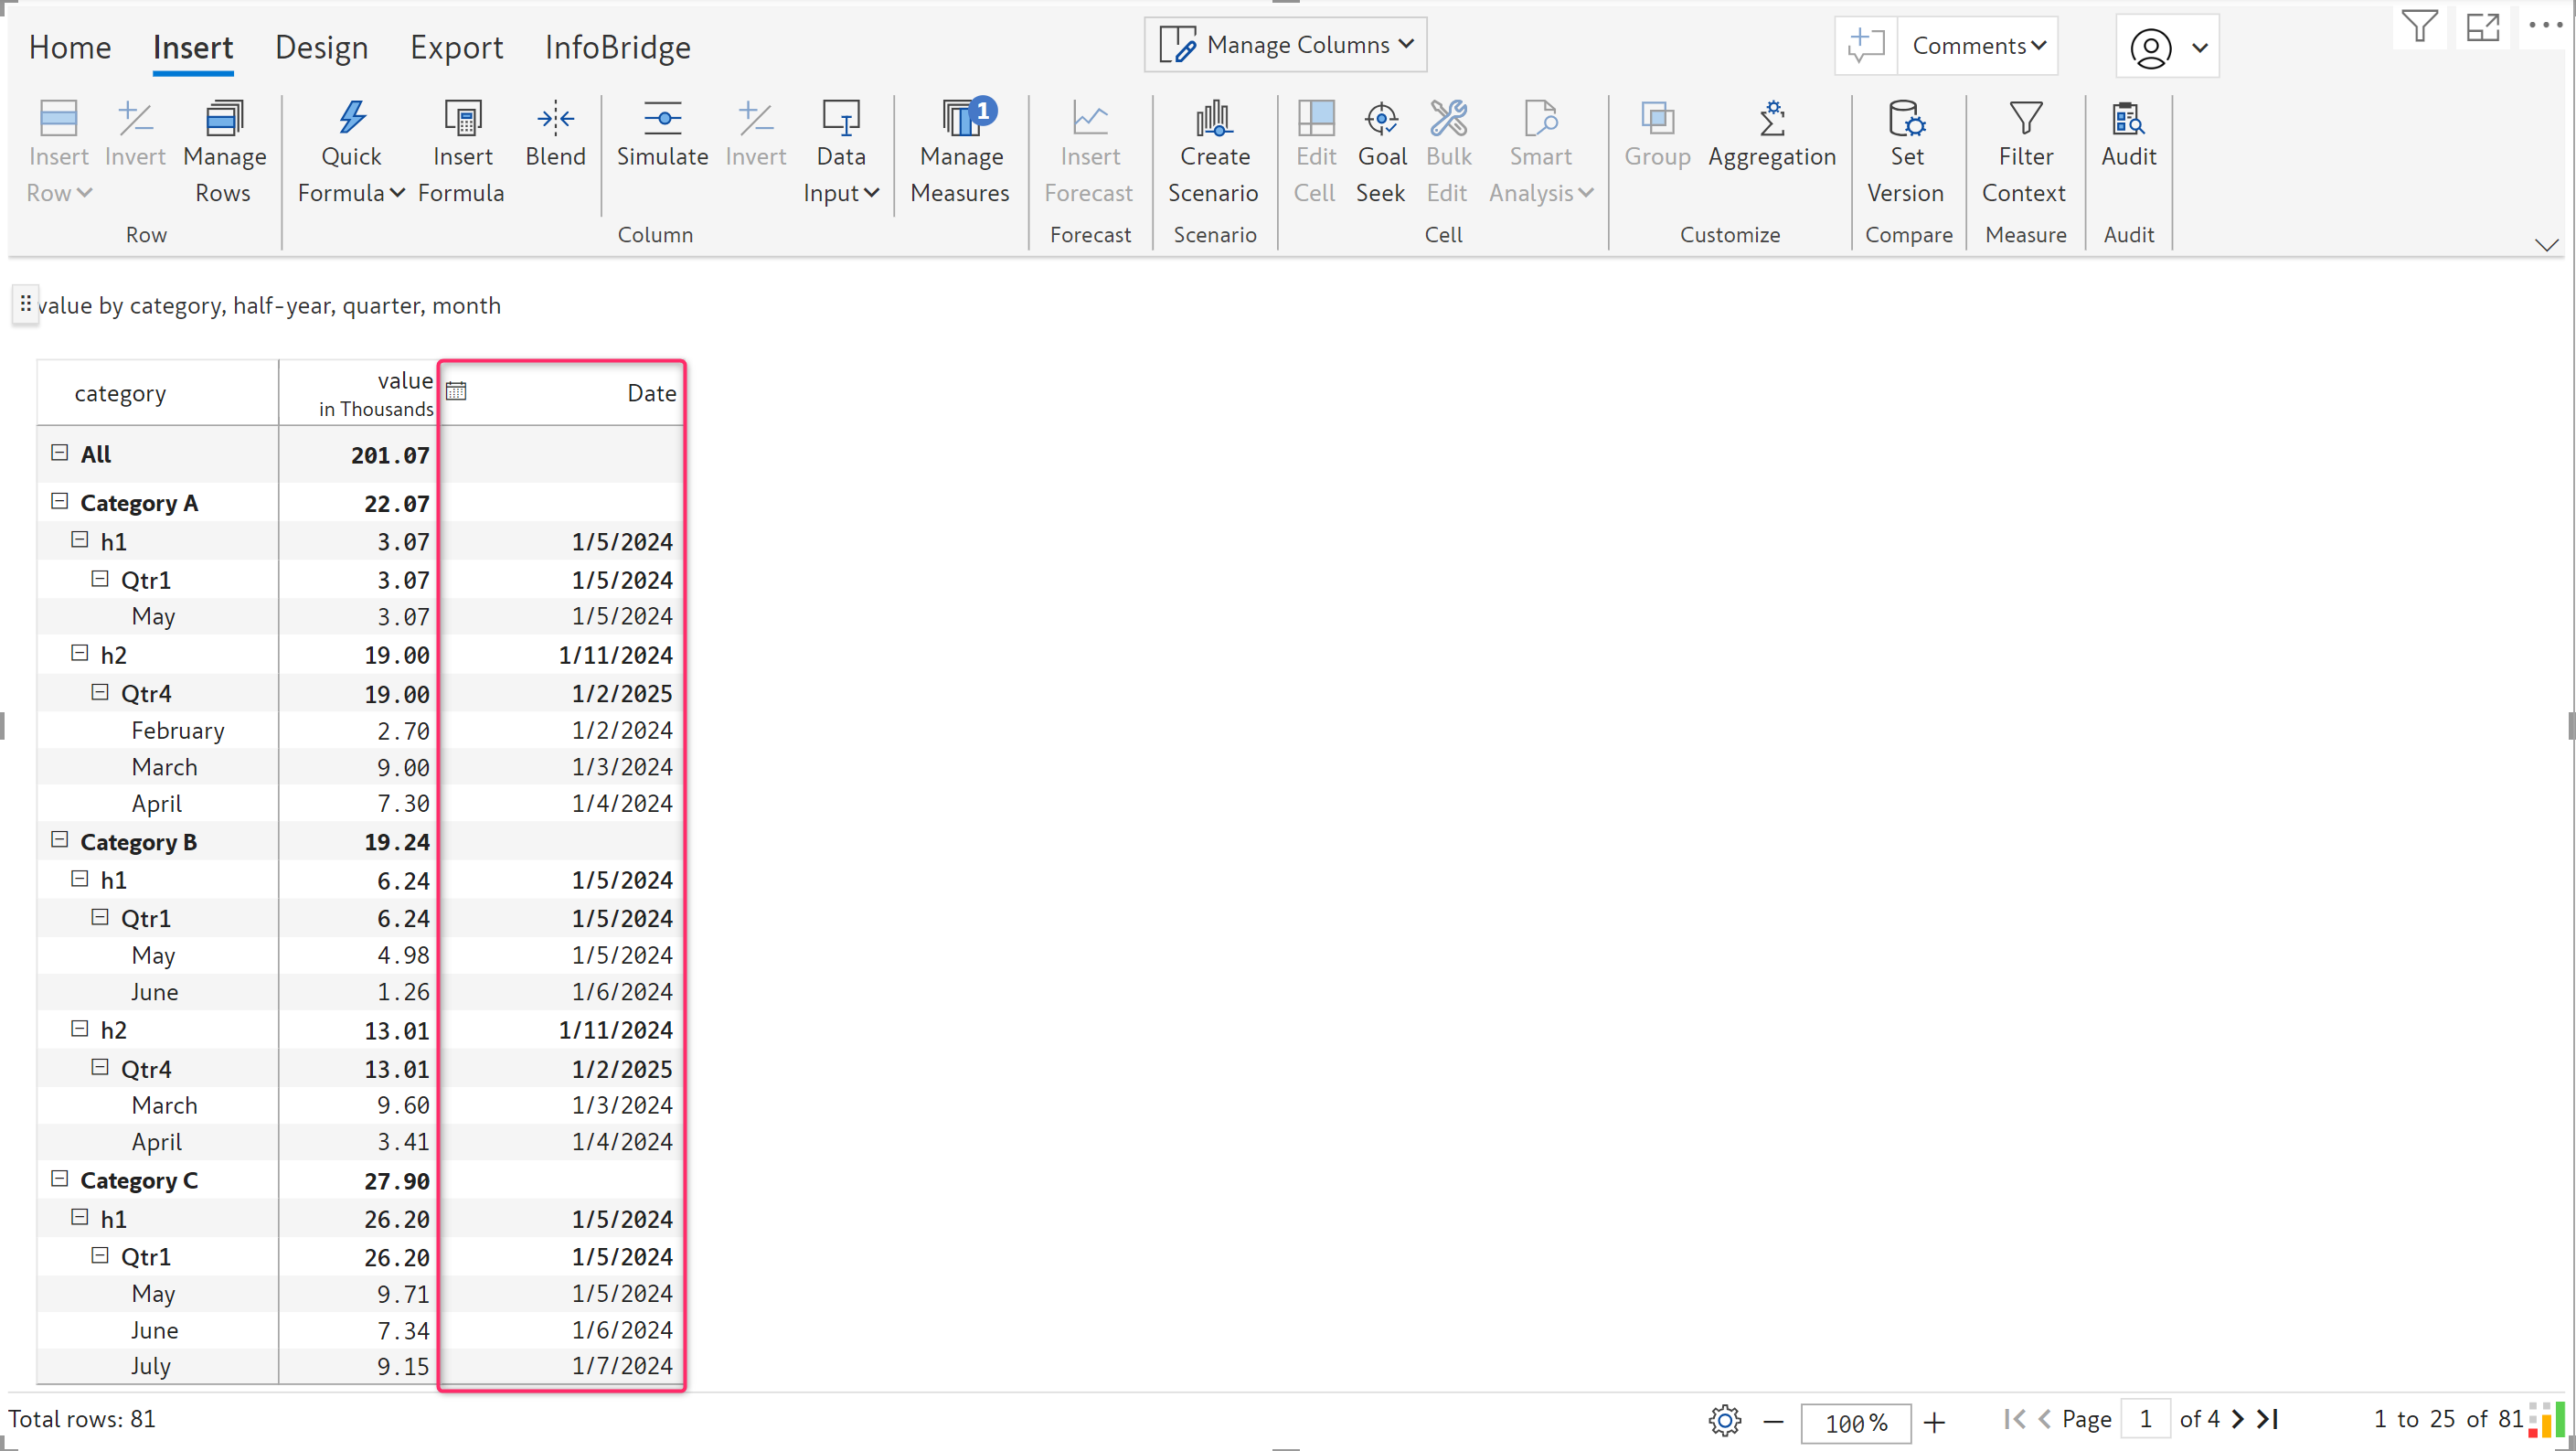 Home Insert Design Export InfoBridge Manage Columns Comments
Insert Row Invert Manage Rows Quick Formula Insert Formula Blend Simulate Invert Data Input Manage Measures 1 Insert Forecast Create Scenario Edit Cell Goal Seek Bulk Edit Smart Analysis Group Aggregation Set Version Filter Context Audit
Row Column Forecast Scenario Cell Customize Compare Measure Audit
value by category, half-year, quarter, month
category value in Thousands Date
All 201.07
Category A 22.07
h1 3.07 1/5/2024
Qtr1 3.07 1/5/2024
May 3.07 1/5/2024
h2 19.00 1/11/2024
Qtr4 19.00 1/2/2025
February 2.70 1/2/2024
March 9.00 1/3/2024
April 7.30 1/4/2024
Category B 19.24
h1 6.24 1/5/2024
Qtr1 6.24 1/5/2024
May 4.98 1/5/2024
June 1.26 1/6/2024
h2 13.01 1/11/2024
Qtr4 13.01 1/2/2025
March 9.60 1/3/2024
April 3.41 1/4/2024
Category C 27.90
h1 26.20 1/5/2024
Qtr1 26.20 1/5/2024
May 9.71 1/5/2024
June 7.34 1/6/2024
July 9.15 1/7/2024
Total rows: 81 100% Page 1 of 4 1 to 25 of 81